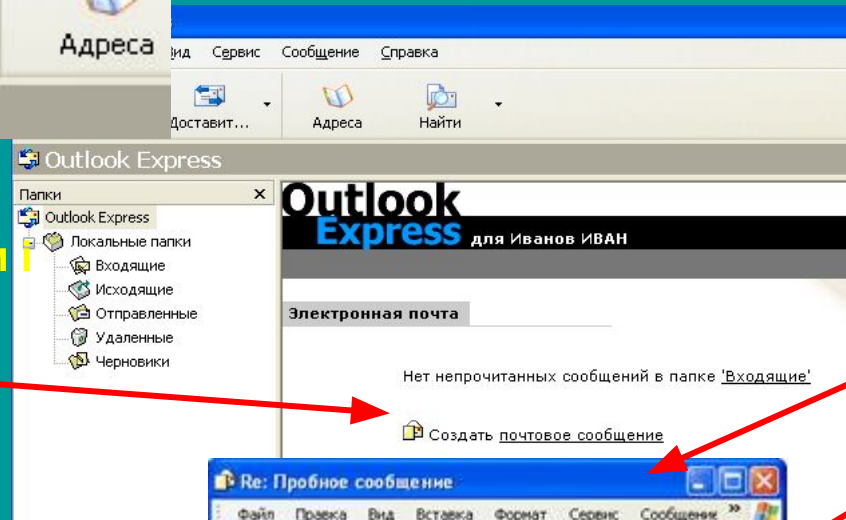 Адреса
ид Сервис Сообщение Справка
Доставит... Адреса Найти
Outlook Express
Папки x
Outlook Express
Локальные папки
Входящие
Исходящие
Отправленные
Удаленные
Черновики
Outlook
Express для Иванов ИВАН
Электронная почта
Нет непрочитанных сообщений в папке 'Входящие'
Создать почтовое сообщение
Re: Пробное сообщение
Файл Правка Вид Вставка Формат Сервис Сообщение »